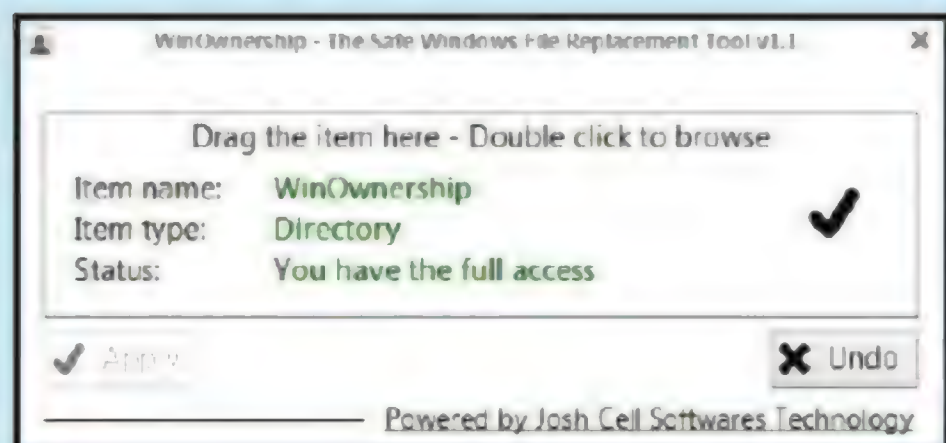 WinOwnership - The Safe Windows File Replacement Tool v1.1
Drag the item here - Double click to browse
Item name: WinOwnership
Item type: Directory
Status: You have the full access
Apply
Undo
Powered by Josh Cell Softwares Technology